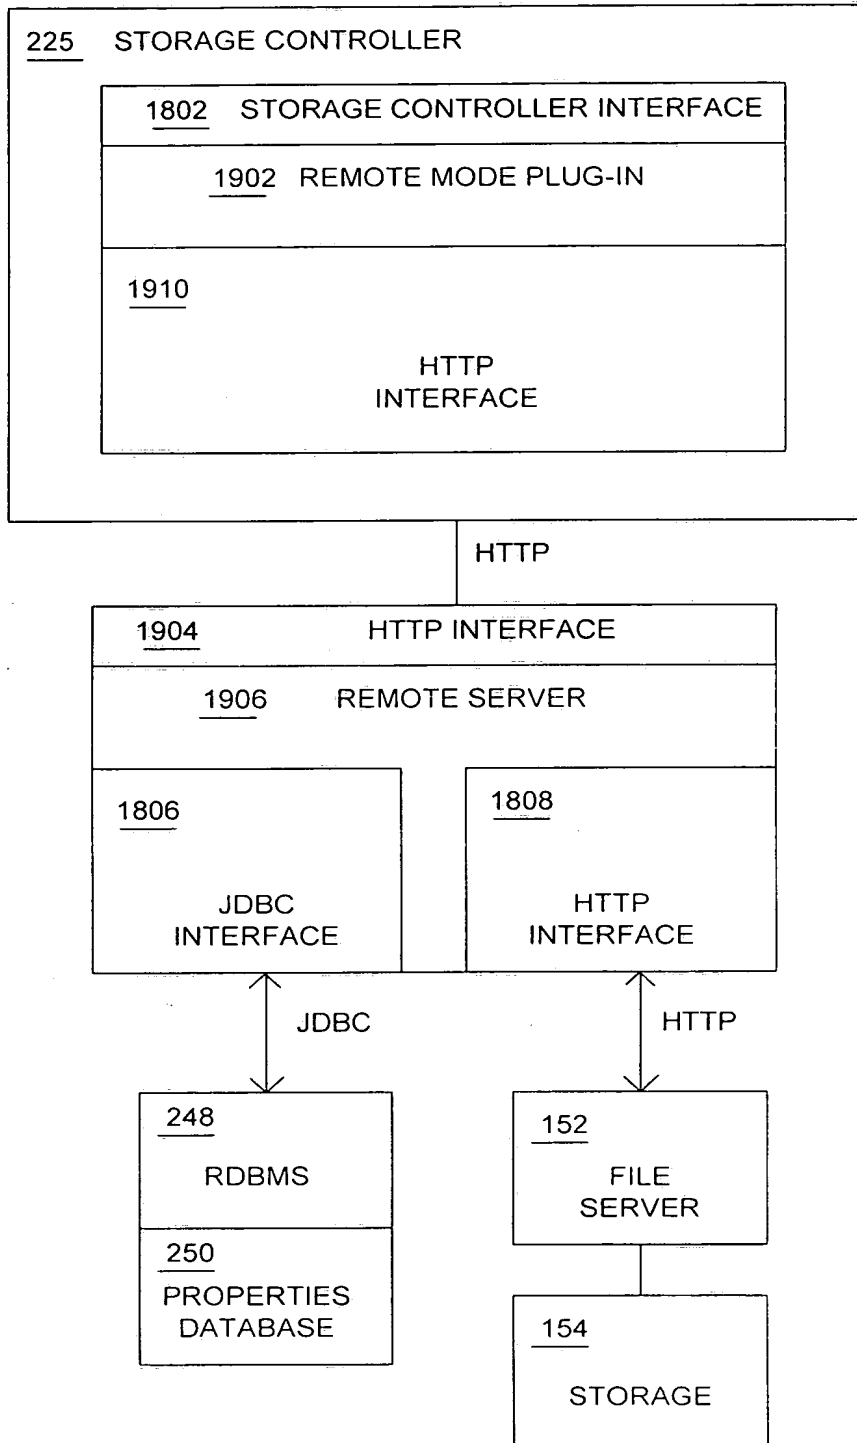 225 STORAGE CONTROLLER
1802 STORAGE CONTROLLER INTERFACE
1902 REMOTE MODE PLUG-IN
1910
HTTP
INTERFACE
HTTP
1904 HTTP INTERFACE
1906 REMOTE SERVER
1806
JDBC
INTERFACE
1808
HTTP
INTERFACE
JDBC
HTTP
248
RDBMS
250
PROPERTIES
DATABASE
152
FILE
SERVER
154
STORAGE